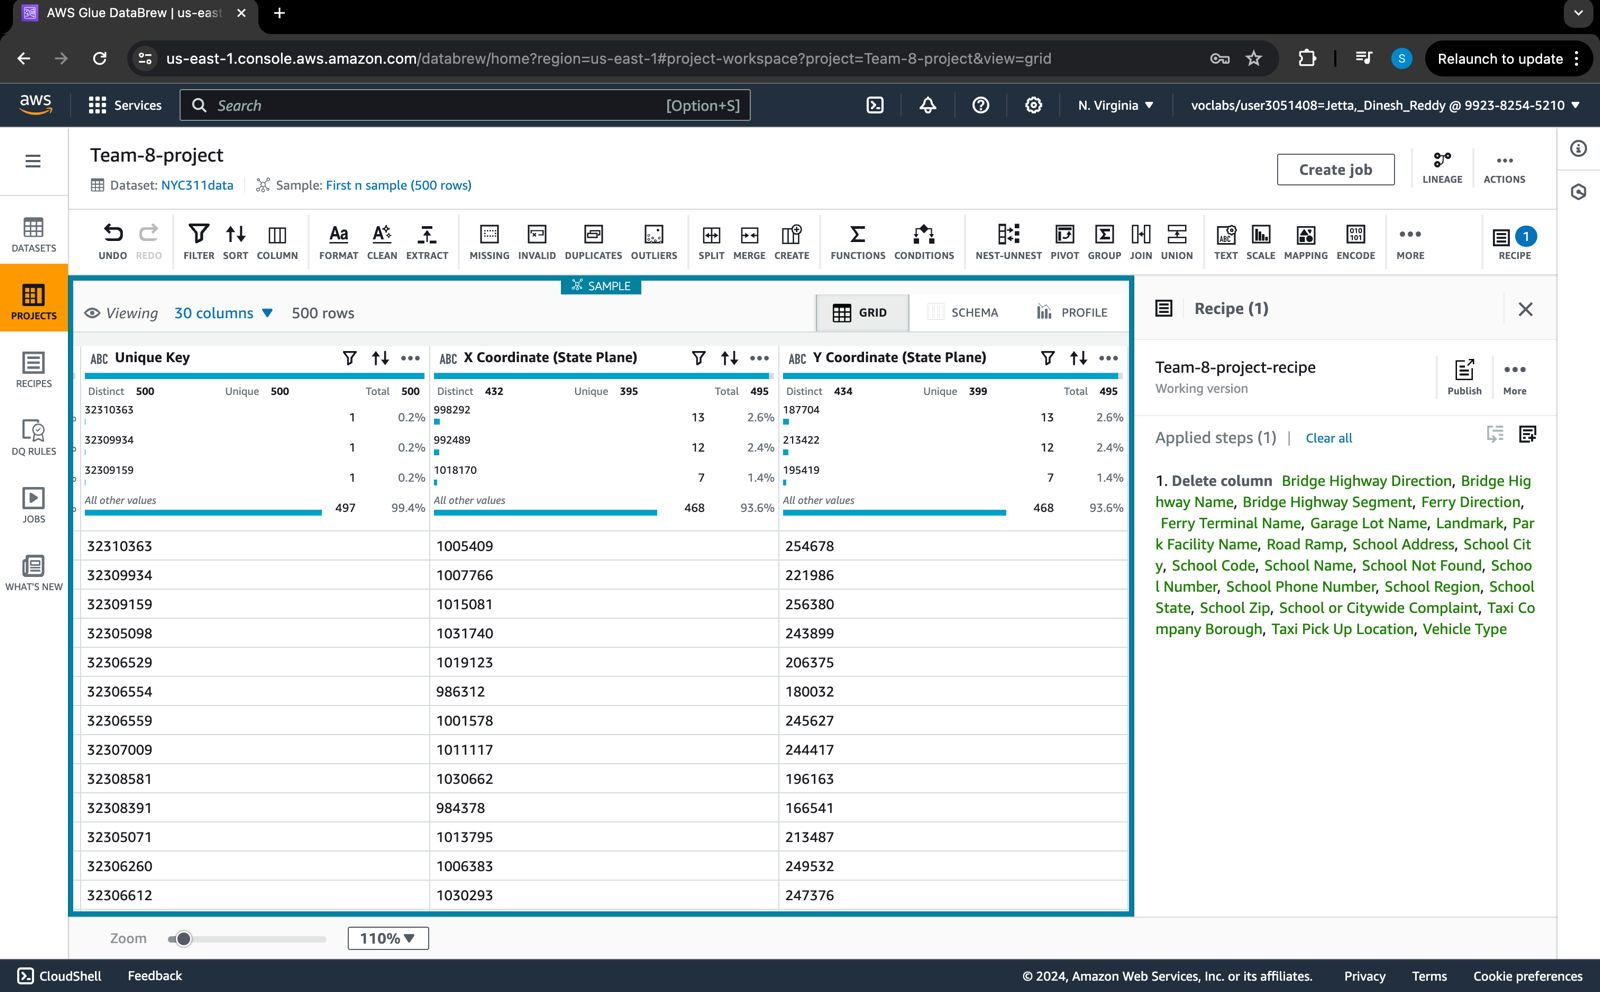 AWS Glue DataBrew | us-east
us-east-1.console.aws.amazon.com/databrew/home?region=us-east-1#project-workspace?project=Team-8-project&view=grid
S
Relaunch to update
aws
Services
Search
[Option+S]
N. Virginia
voclabs/user3051408=Jetta,_Dinesh_Reddy @ 9923-8254-5210
Team-8-project
Dataset: NYC311data
Sample: First n sample (500 rows)
Create job
LINEAGE
ACTIONS
DATASETS
PROJECTS
RECIPES
DQ RULES
JOBS
WHAT'S NEW
UNDO
REDO
FILTER
SORT
COLUMN
FORMAT
CLEAN
EXTRACT
MISSING
INVALID
DUPLICATES
OUTLIERS
SPLIT
MERGE
CREATE
FUNCTIONS
CONDITIONS
NEST-UNNEST
PIVOT
GROUP
JOIN
UNION
TEXT
SCALE
MAPPING
ENCODE
MORE
1
RECIPE
SAMPLE
Viewing
30 columns
500 rows
GRID
SCHEMA
PROFILE
ABC Unique Key
ABC X Coordinate (State Plane)
ABC Y Coordinate (State Plane)
Distinct 500 Unique 500 Total 500
Distinct 432 Unique 395 Total 495
Distinct 434 Unique 399 Total 495
32310363 1 0.2%
998292 13 2.6%
187704 13 2.6%
32309934 1 0.2%
992489 12 2.4%
213422 12 2.4%
32309159 1 0.2%
1018170 7 1.4%
195419 7 1.4%
All other values 497 99.4%
All other values 468 93.6%
All other values 468 93.6%
32310363 1005409 254678
32309934 1007766 221986
32309159 1015081 256380
32305098 1031740 243899
32306529 1019123 206375
32306554 986312 180032
32306559 1001578 245627
32307009 1011117 244417
32308581 1030662 196163
32308391 984378 166541
32305071 1013795 213487
32306260 1006383 249532
32306612 1030293 247376
Recipe (1)
Team-8-project-recipe
Working version
Publish
More
Applied steps (1) | Clear all
1. Delete column Bridge Highway Direction, Bridge Hig
hway Name, Bridge Highway Segment, Ferry Direction,
Ferry Terminal Name, Garage Lot Name, Landmark, Par
k Facility Name, Road Ramp, School Address, School Cit
y, School Code, School Name, School Not Found, Schoo
l Number, School Phone Number, School Region, School
State, School Zip, School or Citywide Complaint, Taxi Co
mpany Borough, Taxi Pick Up Location, Vehicle Type
Zoom
110%
CloudShell
Feedback
© 2024, Amazon Web Services, Inc. or its affiliates.
Privacy
Terms
Cookie preferences